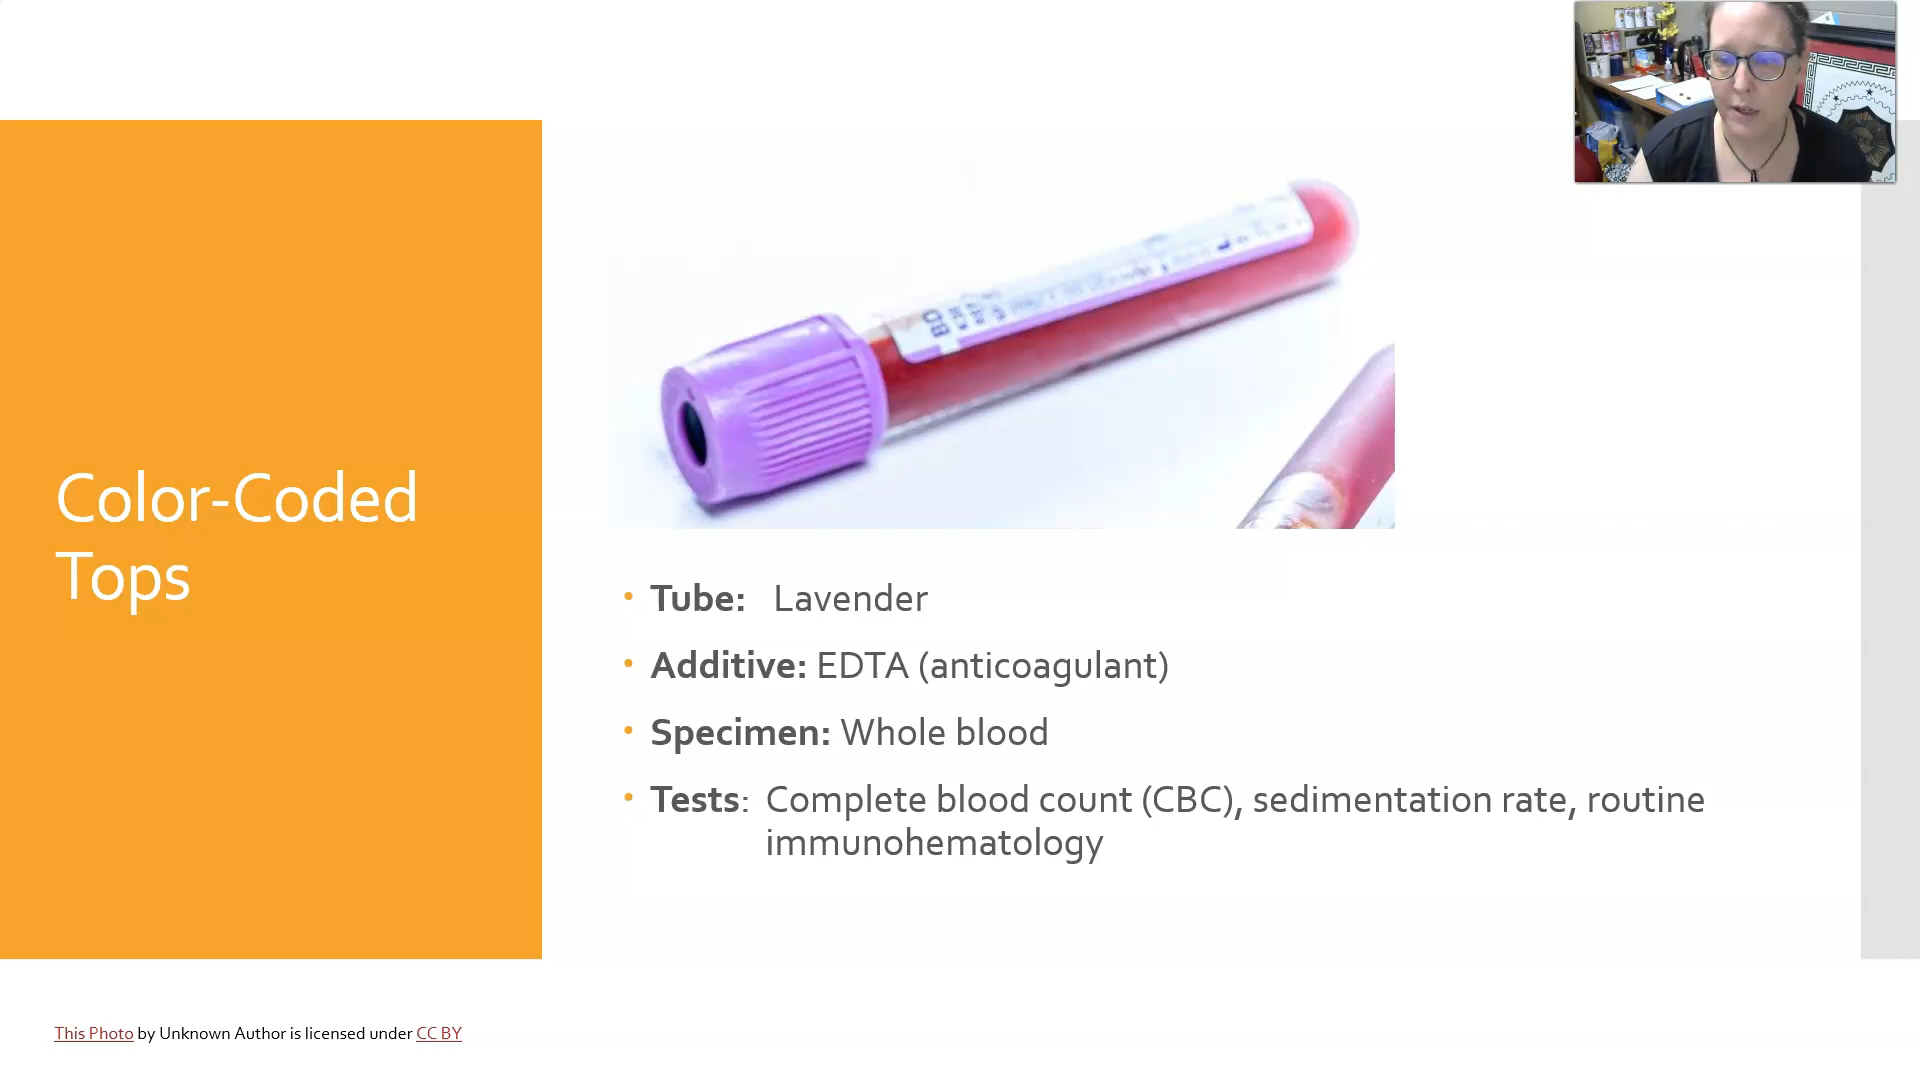 Color-Coded
Tops
BD
• Tube: Lavender
• Additive: EDTA (anticoagulant)
• Specimen: Whole blood
• Tests: Complete blood count (CBC), sedimentation rate, routine
immunohematology
This Photo by Unknown Author is licensed under CC BY